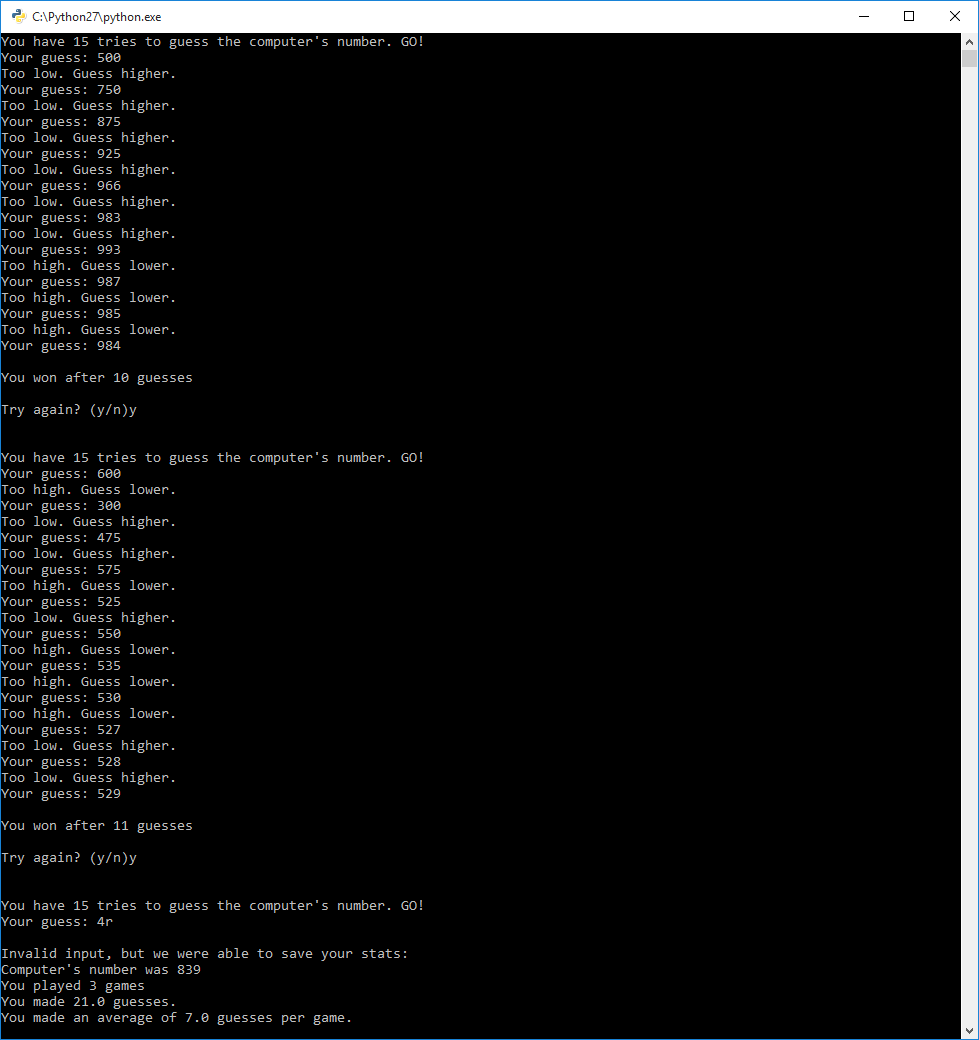 C:\Python27\python.exe
You have 15 tries to guess the computer's number. GO!
Your guess: 500
Too low. Guess higher.
Your guess: 750
Too low. Guess higher.
Your guess: 875
Too low. Guess higher.
Your guess: 925
Too low. Guess higher.
Your guess: 966
Too low. Guess higher.
Your guess: 983
Too low. Guess higher.
Your guess: 993
Too high. Guess lower.
Your guess: 987
Too high. Guess lower.
Your guess: 985
Too high. Guess lower.
Your guess: 984
You won after 10 guesses
Try again? (y/n)y
You have 15 tries to guess the computer's number. GO!
Your guess: 600
Too high. Guess lower.
Your guess: 300
Too low. Guess higher.
Your guess: 475
Too low. Guess higher.
Your guess: 575
Too high. Guess lower.
Your guess: 525
Too low. Guess higher.
Your guess: 550
Too high. Guess lower.
Your guess: 535
Too high. Guess lower.
Your guess: 530
Too high. Guess lower.
Your guess: 527
Too low. Guess higher.
Your guess: 528
Too low. Guess higher.
Your guess: 529
You won after 11 guesses
Try again? (y/n)y
You have 15 tries to guess the computer's number. GO!
Your guess: 4r
Invalid input, but we were able to save your stats:
Computer's number was 839
You played 3 games
You made 21.0 guesses.
You made an average of 7.0 guesses per game.